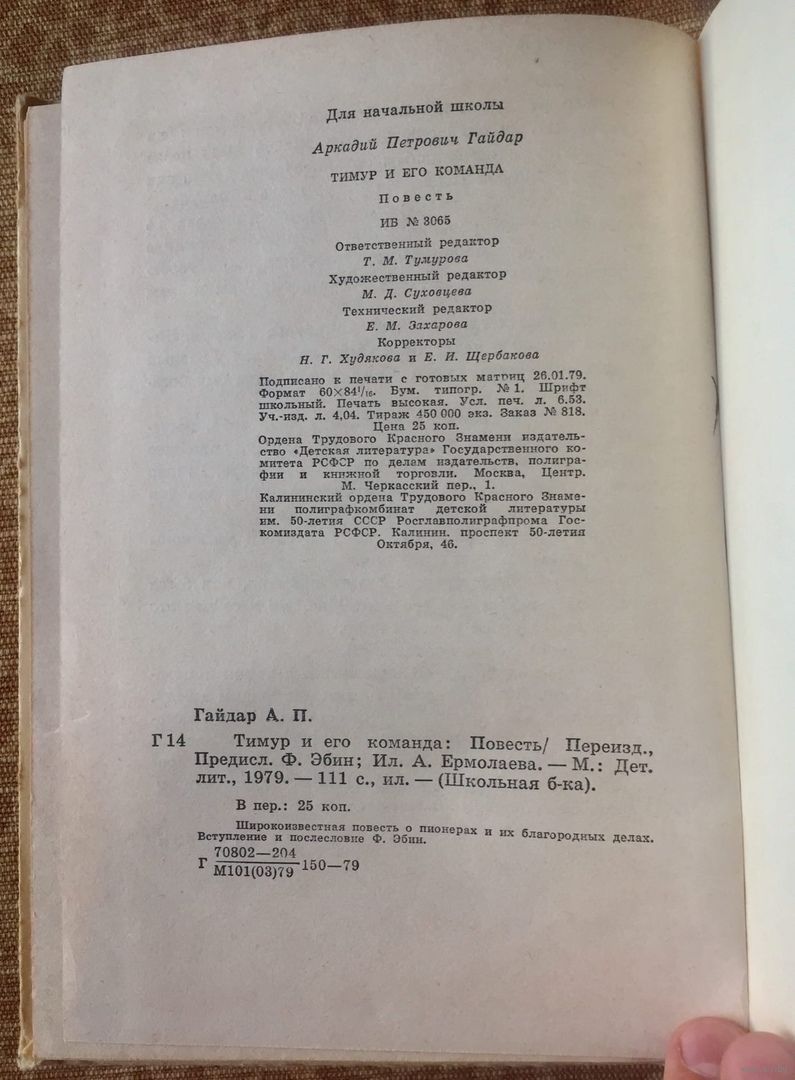 Для начальной школы
Аркадий Петрович Гайдар
ТИМУР И ЕГО КОМАНДА
Повесть
ИБ № 3065
Ответственный редактор
Т. М. Тумурова
Художественный редактор
М. Д. Суховцева
Технический редактор
Е. М. Захарова
Корректоры
Н. Г. Худякова и Е. И. Щербакова
Подписано к печати с готовых матриц 26.01.79.
Формат 60×84¹/₁₆. Бум. типогр. № 1. Шрифт
школьный. Печать высокая. Усл. печ. л. 6.53.
Уч.-изд. л. 4,04. Тираж 450 000 экз. Заказ № 818.
Цена 25 коп.
Ордена Трудового Красного Знамени издатель-
ство «Детская литература» Государственного ко-
митета РСФСР по делам издательств, полигра-
фии и книжной торговли. Москва, Центр.
М. Черкасский пер., 1.
Калининский ордена Трудового Красного Знаме-
ни полиграфкомбинат детской литературы
им. 50-летия СССР Росглавполиграфпрома Гос-
комиздата РСФСР. Калинин. проспект 50-летия
Октября, 46.
Гайдар А. П.
Г 14 Тимур и его команда: Повесть/ Переизд.,
Предисл. Ф. Эбин; Ил. А. Ермолаева. — М.: Дет.
лит., 1979. — 111 с., ил. — (Школьная б-ка).
В пер.: 25 коп.
Широкоизвестная повесть о пионерах и их благородных делах.
Вступление и послесловие Ф. Эбин.
70802—204
Г М101(03)79 150—79